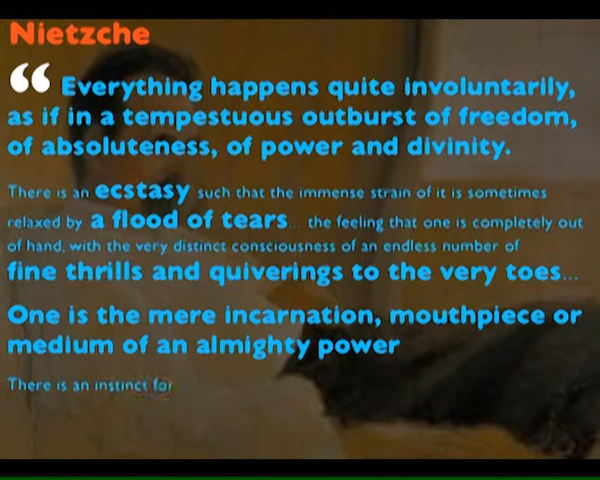 Nietzche
“ Everything happens quite involuntarily,
as if in a tempestuous outburst of freedom,
of absoluteness, of power and divinity.
There is an ecstasy such that the immense strain of it is sometimes
relaxed by a flood of tears... the feeling that one is completely out
of hand, with the very distinct consciousness of an endless number of
fine thrills and quiverings to the very toes...
One is the mere incarnation, mouthpiece or
medium of an almighty power
There is an instinct for